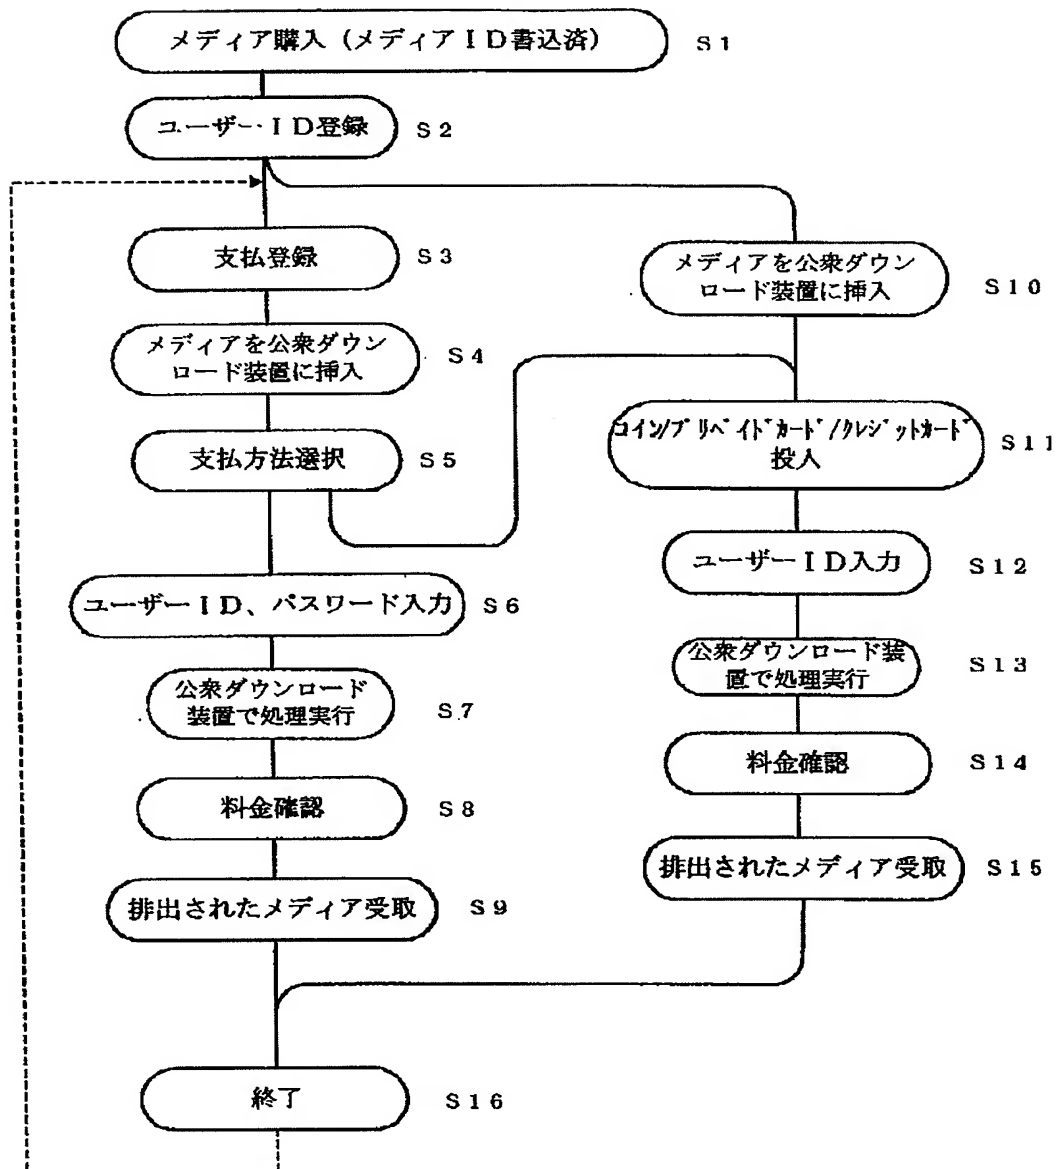 メディア購入（メディアＩＤ書込済）
S1
ユーザーＩＤ登録
S2
支払登録
S3
メディアを公衆ダウン
ロード装置に挿入
S10
メディアを公衆ダウン
ロード装置に挿入
S4
コイン/プリペイドカード/クレジットカード
投入
S11
支払方法選択
S5
ユーザーＩＤ入力
S12
ユーザーＩＤ、パスワード入力
S6
公衆ダウンロード装
置で処理実行
S13
公衆ダウンロード
装置で処理実行
S7
料金確認
S14
料金確認
S8
排出されたメディア受取
S15
排出されたメディア受取
S9
終了
S16